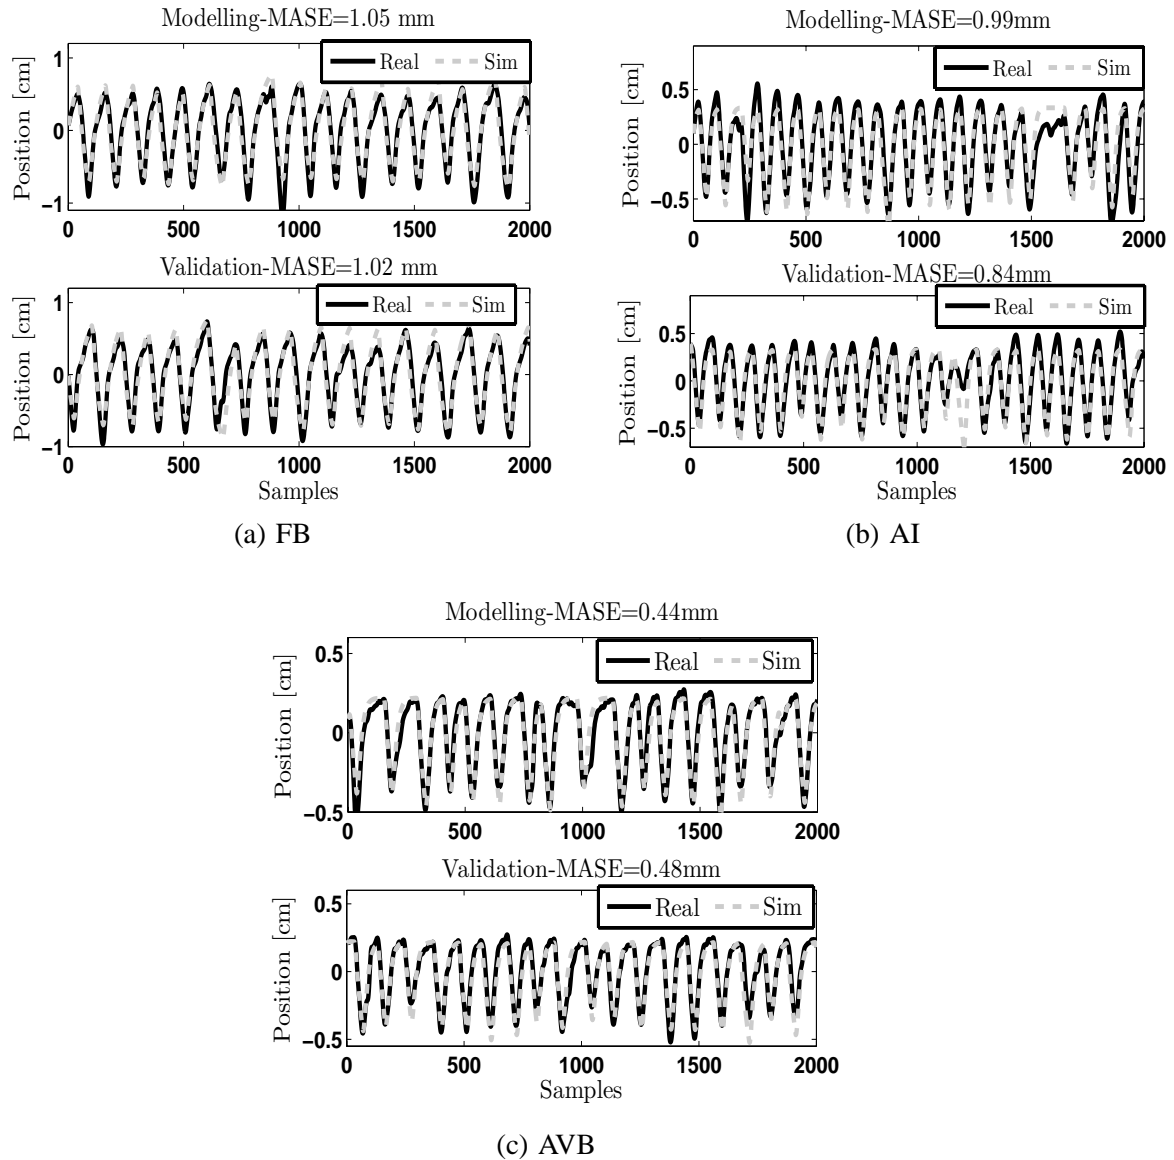 Modelling-MASE=1.05 mm
Position [cm]
1
0
−1
Real
Sim
0
500
1000
1500
2000
Validation-MASE=1.02 mm
Position [cm]
1
0
−1
Real
Sim
0
500
1000
1500
2000
Samples
(a) FB
Modelling-MASE=0.99mm
Position [cm]
0.5
0
−0.5
Real
Sim
0
500
1000
1500
2000
Validation-MASE=0.84mm
Position [cm]
0.5
0
−0.5
Real
Sim
0
500
1000
1500
2000
Samples
(b) AI
Modelling-MASE=0.44mm
Position [cm]
0.5
0
−0.5
Real
Sim
0
500
1000
1500
2000
Validation-MASE=0.48mm
Position [cm]
0.5
0
−0.5
Real
Sim
0
500
1000
1500
2000
Samples
(c) AVB